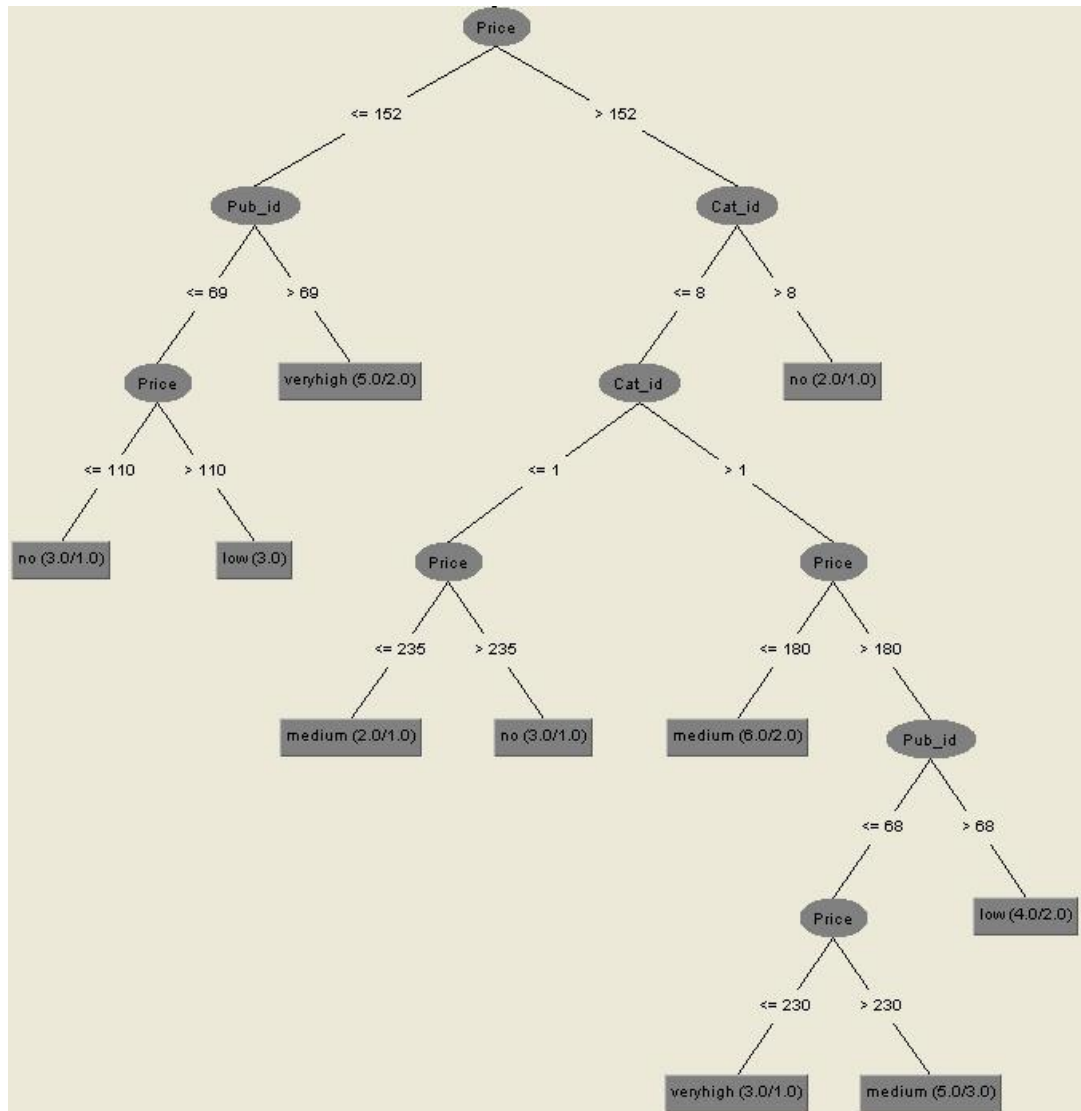 Price
<= 152 > 152
Pub_id Cat_id
<= 69 > 69 <= 8 > 8
Price veryhigh (5.0/2.0) Cat_id no (2.0/1.0)
<= 110 > 110 <= 1 > 1
no (3.0/1.0) low (3.0) Price Price
<= 235 > 235 <= 180 > 180
medium (2.0/1.0) no (3.0/1.0) medium (6.0/2.0) Pub_id
<= 68 > 68
Price low (4.0/2.0)
<= 230 > 230
veryhigh (3.0/1.0) medium (5.0/3.0)